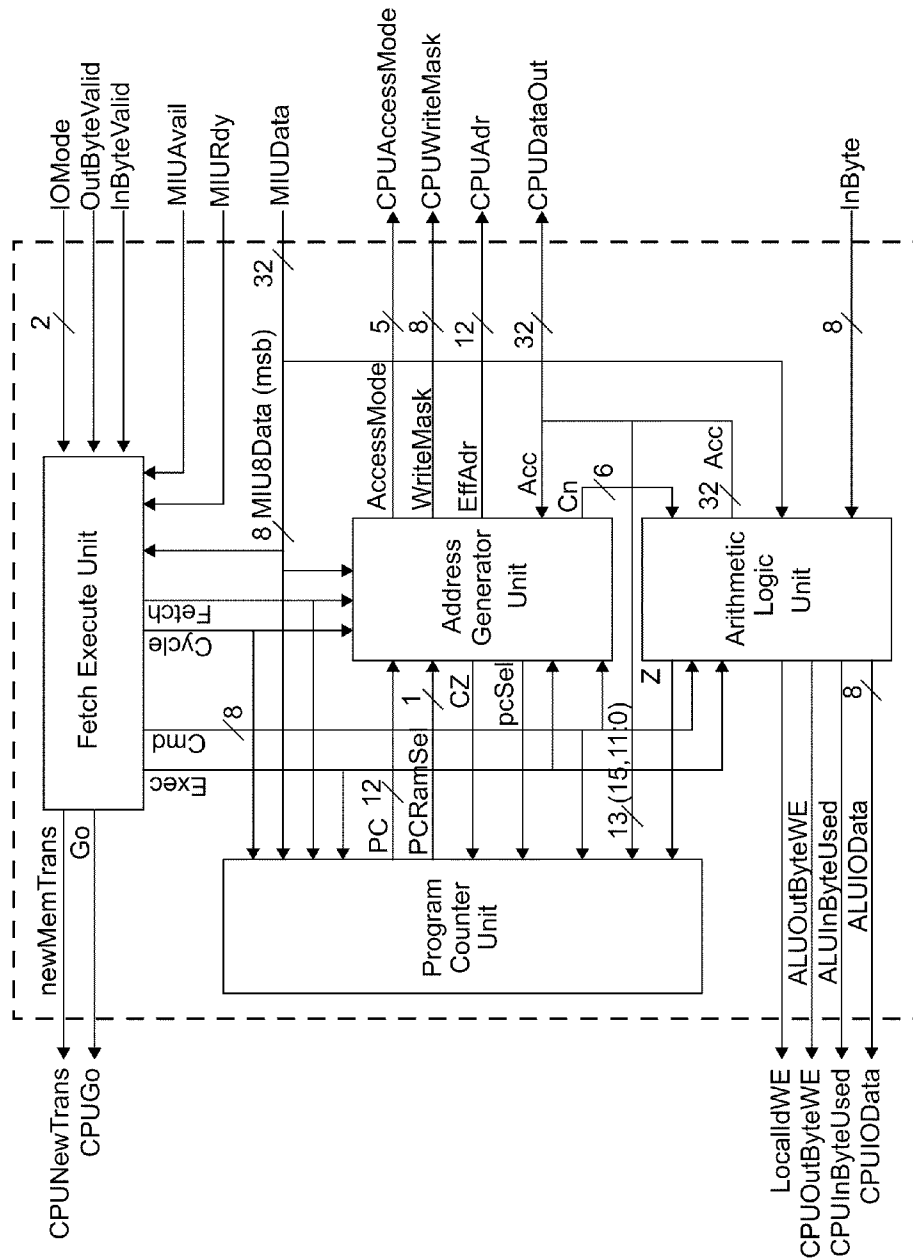 IOMode
OutByteValid
InByteValid
MIUAvail
MIURdy
MIUData
CPUAccessMode
CPUWriteMask
CPUAdr
CPUDataOut
InByte
2
32
5
8
12
32
8
8 MIU8Data (msb)
AccessMode
WriteMask
EffAdr
Acc
Cn
6
32
Acc
Fetch Execute Unit
Address
Generator
Unit
Arithmetic
Logic
Unit
Fetch
Cycle
Cmd
8
Exec
1
CZ
pcSel
Z
8
PC 12
PCRamSel
13 (15,11:0)
newMemTrans
Go
Program
Counter
Unit
ALUOutByteWE
ALUInByteUsed
ALUIOData
CPUNewTrans
CPUGo
LocalIdWE
CPUOutByteWE
CPUInByteUsed
CPUIOData